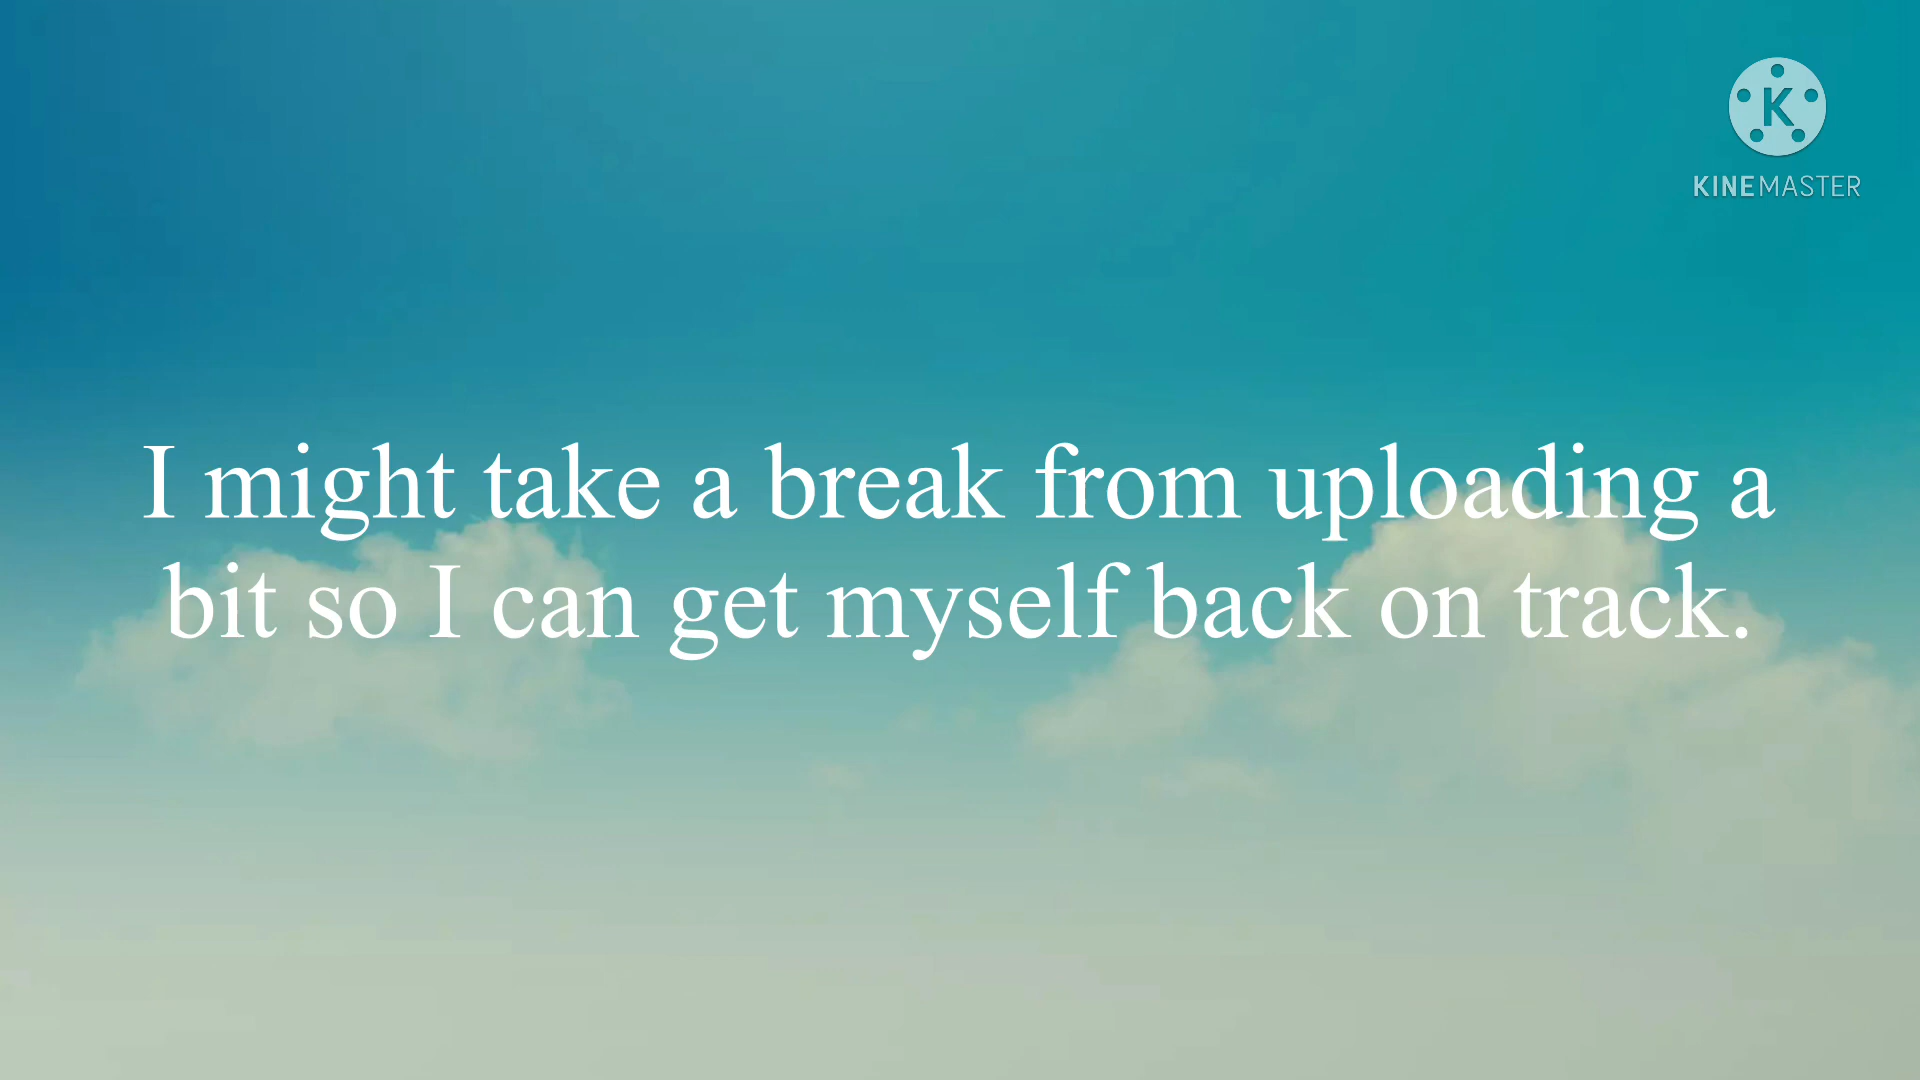 K
KINEMASTER
I might take a break from uploading a
bit so I can get myself back on track.